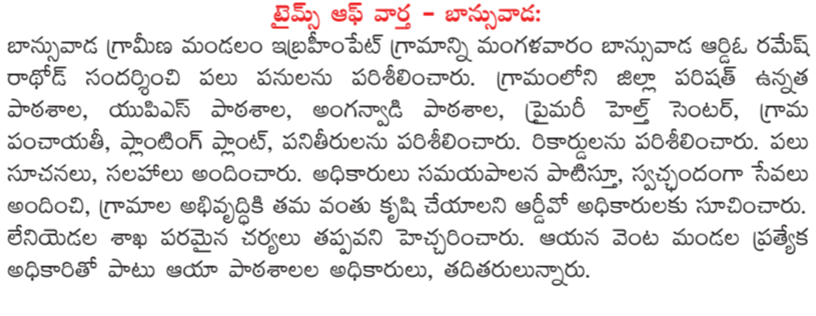 టైమ్స్ ఆఫ్ వార్త - బాన్సువాడ:
బాన్సువాడ గ్రామీణ మండలం ఇబ్రహీంపేట్ గ్రామాన్ని మంగళవారం బాన్సువాడ ఆర్డిఓ రమేష్
రాథోడ్ సందర్శించి పలు పనులను పరిశీలించారు. గ్రామంలోని జిల్లా పరిషత్ ఉన్నత
పాఠశాల, యుపిఎస్ పాఠశాల, అంగన్వాడి పాఠశాల, ప్రైమరీ హెల్త్ సెంటర్, గ్రామ
పంచాయతీ, ప్లాంటింగ్ ప్లాంట్, పనితీరులను పరిశీలించారు. రికార్డులను పరిశీలించారు. పలు
సూచనలు, సలహాలు అందించారు. అధికారులు సమయపాలన పాటిస్తూ, స్వచ్ఛందంగా సేవలు
అందించి, గ్రామాల అభివృద్ధికి తమ వంతు కృషి చేయాలని ఆర్డీవో అధికారులకు సూచించారు.
లేనియెడల శాఖ పరమైన చర్యలు తప్పవని హెచ్చరించారు. ఆయన వెంట మండల ప్రత్యేక
అధికారితో పాటు ఆయా పాఠశాలల అధికారులు, తదితరులున్నారు.